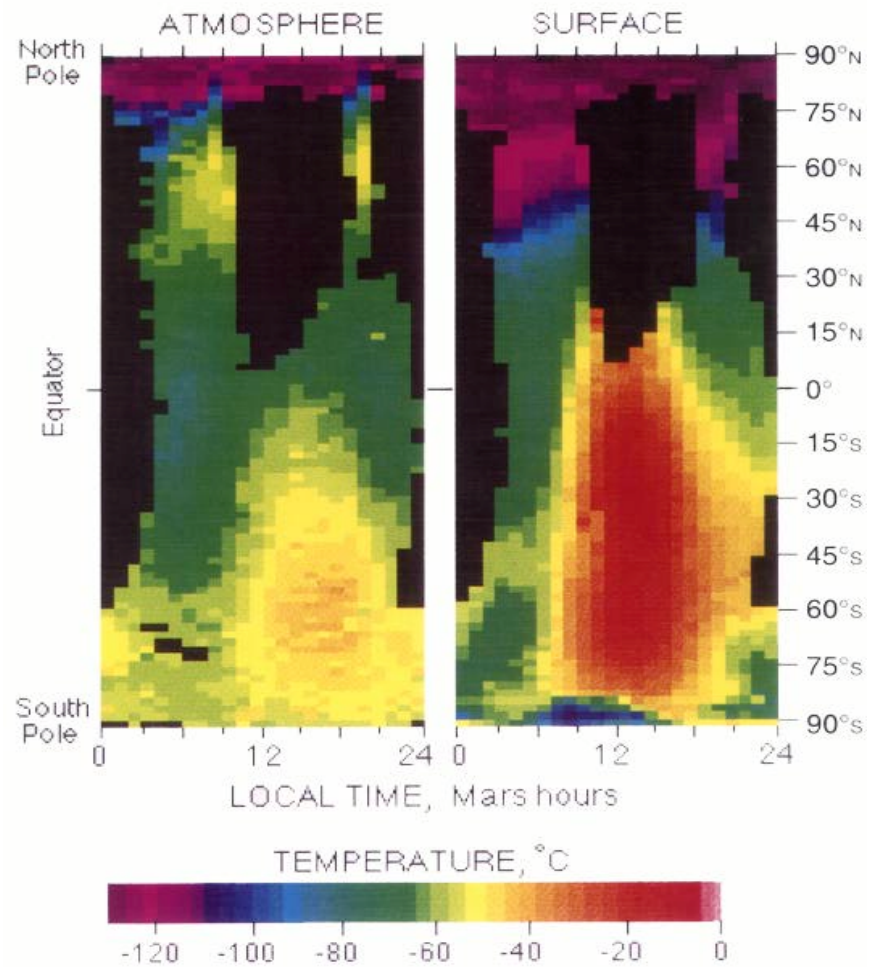 ATMOSPHERE SURFACE
North
Pole
90°N
75°N
60°N
45°N
30°N
15°N
Equator
0°
15°S
30°S
45°S
60°S
75°S
South
Pole
90°S
0 12 24 0 12 24
LOCAL TIME, Mars hours
TEMPERATURE, °C
-120 -100 -80 -60 -40 -20 0